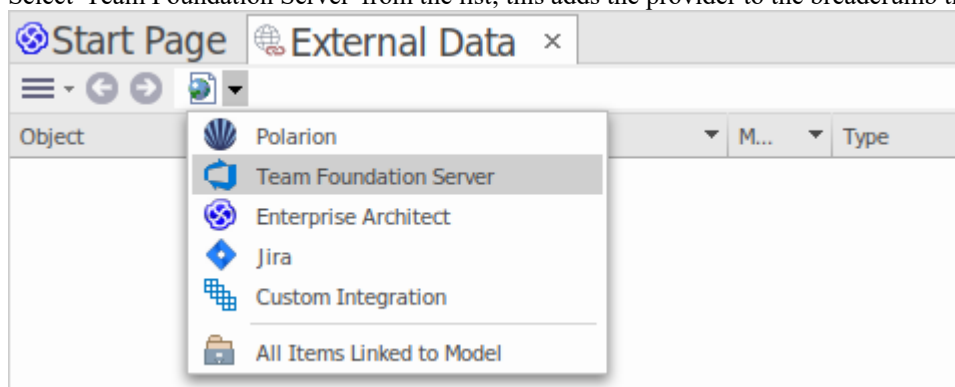 Select 'Team Foundation Server' from the list; this adds the provider to the breadcrumb
Start Page External Data ×
Object M... Type
Polarion
Team Foundation Server
Enterprise Architect
Jira
Custom Integration
All Items Linked to Model